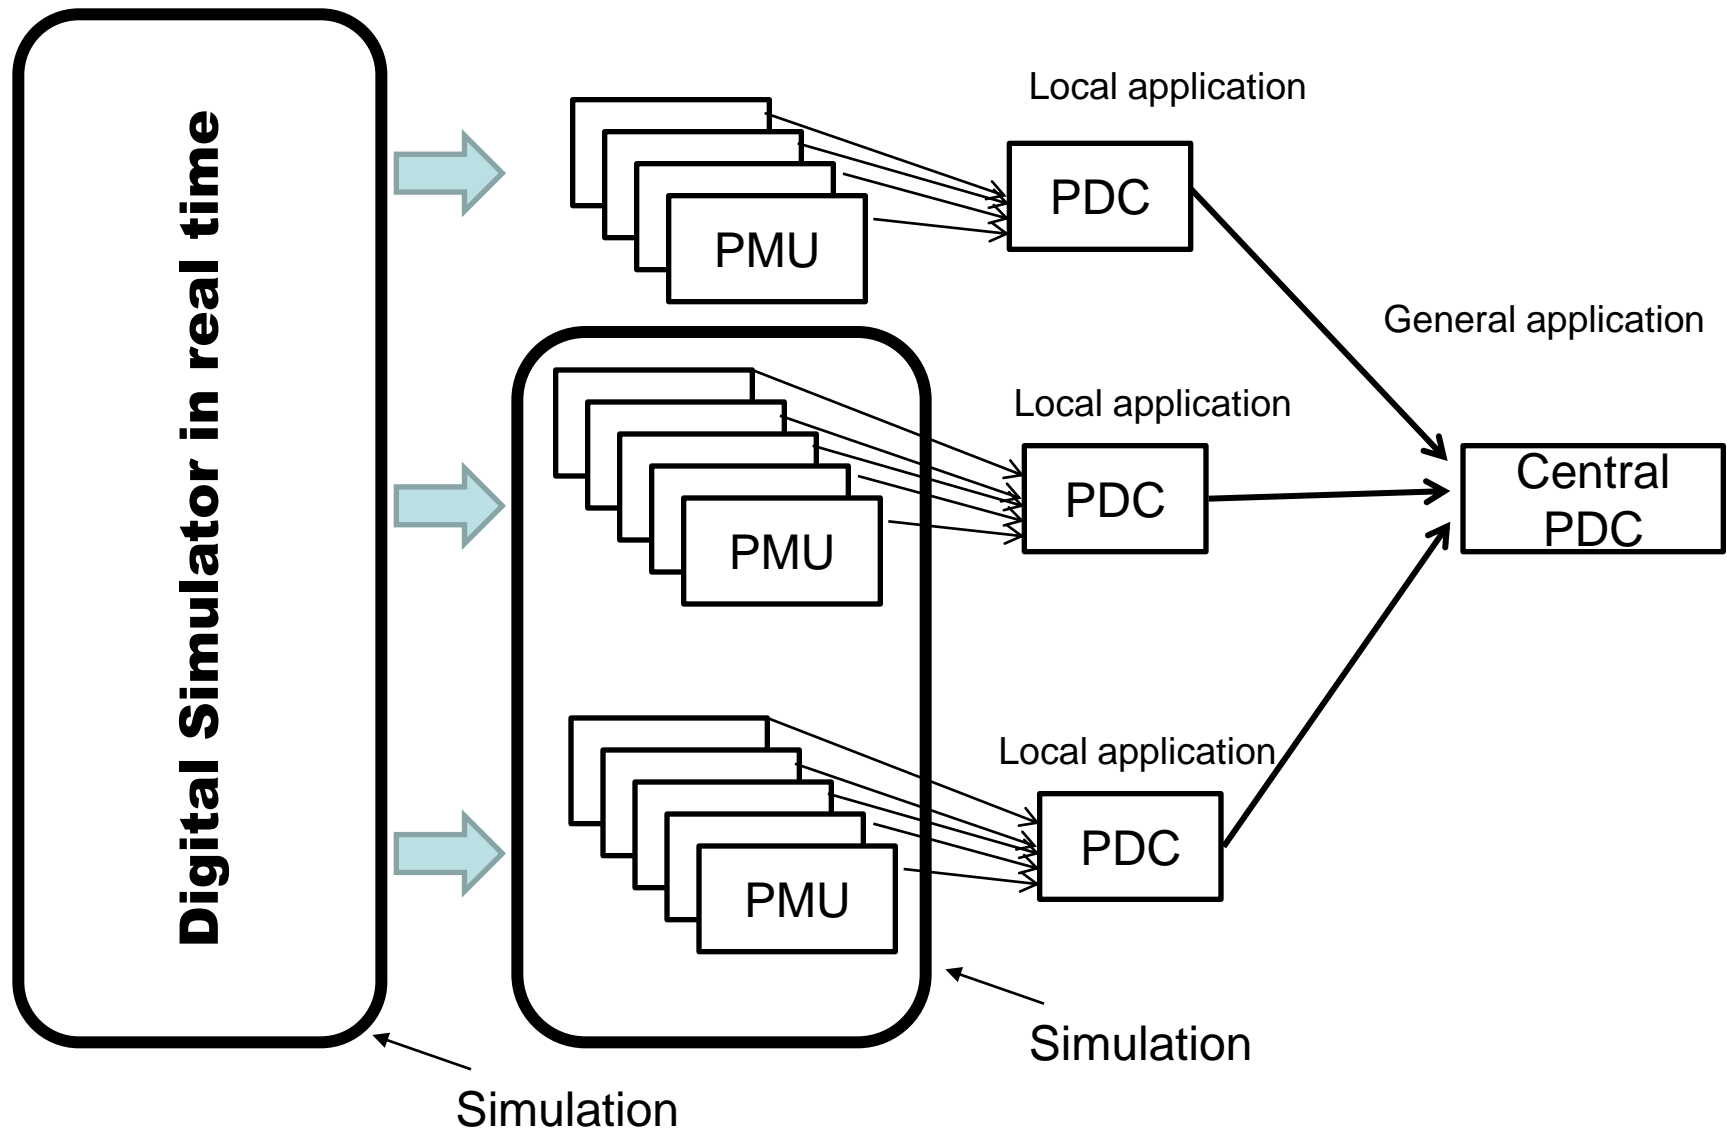 Digital Simulator in real time
Local application
PDC
PMU
General application
Local application
PDC
PMU
Central
PDC
Local application
PDC
PMU
Simulation
Simulation